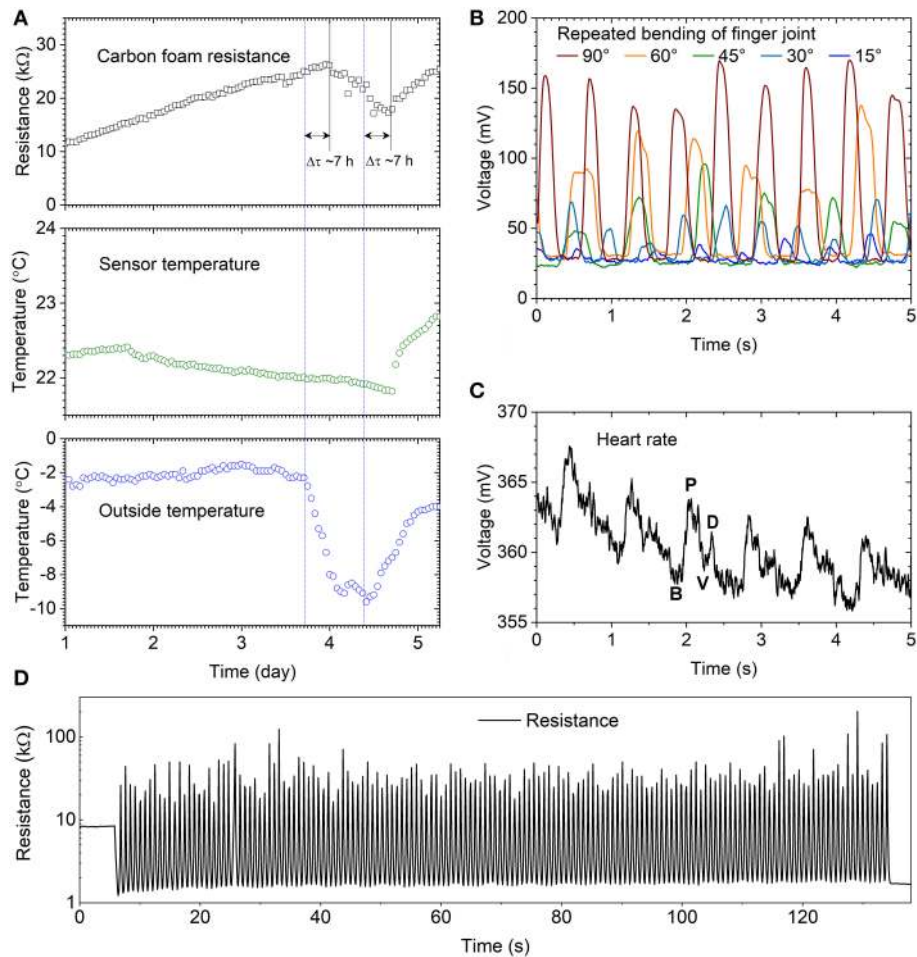 A
Carbon foam resistance
Resistance (kΩ)
30
20
10
0
Δτ ~7 h
Δτ ~7 h
Sensor temperature
Temperature (°C)
24
23
22
Outside temperature
Temperature (°C)
0
-2
-4
-6
-8
-10
1 2 3 4 5
Time (day)
B
Repeated bending of finger joint
90° 60° 45° 30° 15°
Voltage (mV)
200
150
100
50
0
0 1 2 3 4 5
Time (s)
C
Heart rate
Voltage (mV)
370
365
360
355
P
D
B
V
0 1 2 3 4 5
Time (s)
D
Resistance
Resistance (kΩ)
100
10
1
0 20 40 60 80 100 120
Time (s)